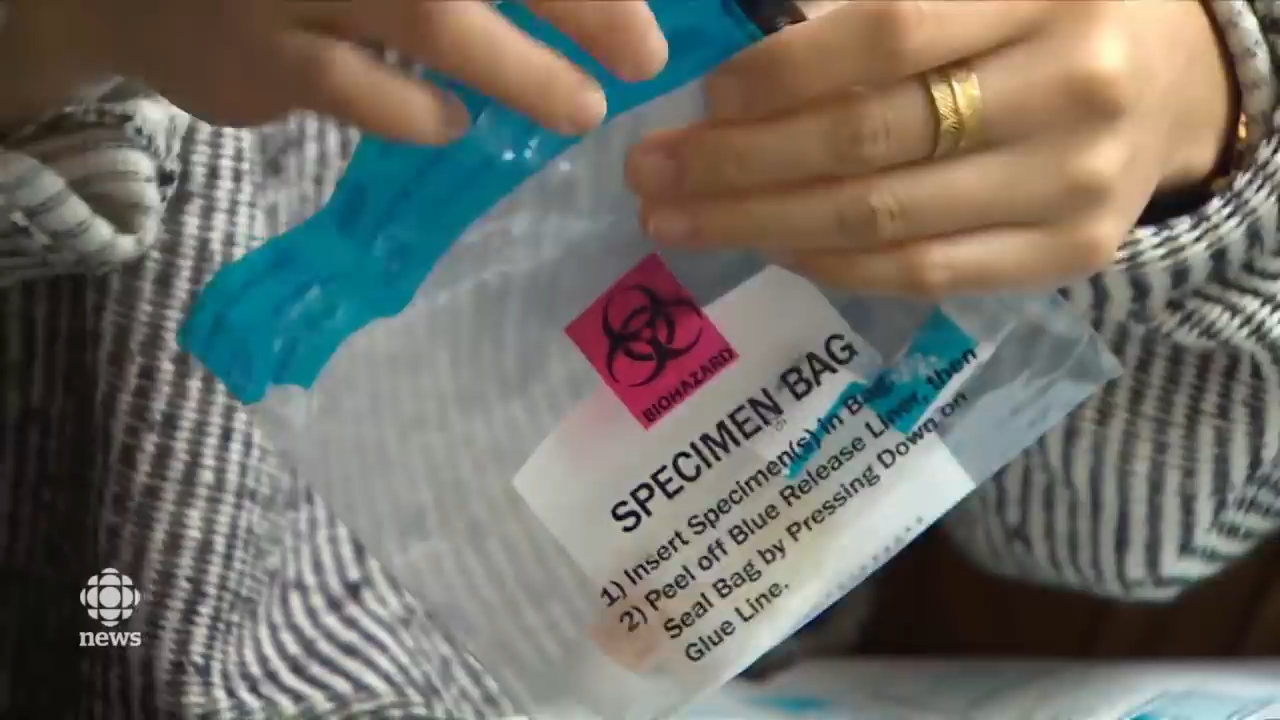 BIOHAZARD
SPECIMEN BAG
1) Insert Specimen(s) in Bag.
2) Peel off Blue Release Liner, then
Seal Bag by Pressing Down on
Glue Line.
news